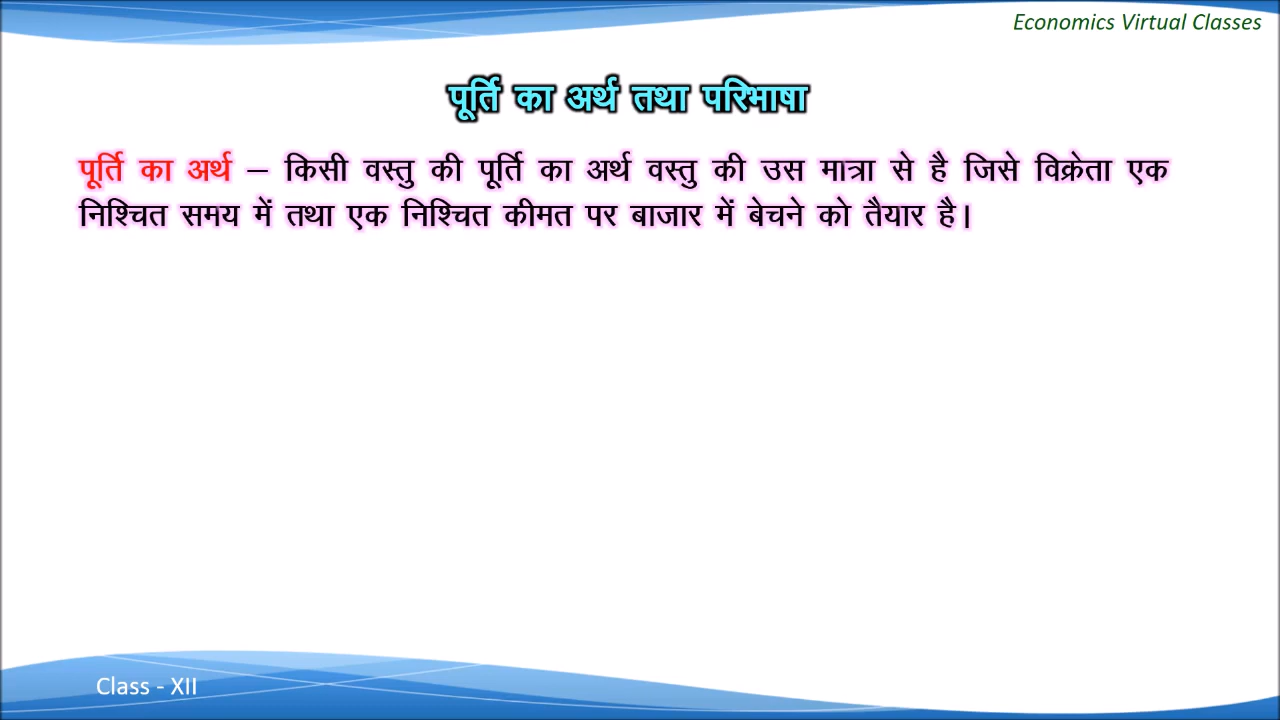 Economics Virtual Classes
पूर्ति का अर्थ तथा परिभाषा
पूर्ति का अर्थ – किसी वस्तु की पूर्ति का अर्थ वस्तु की उस मात्रा से है जिसे विक्रेता एक
निश्चित समय में तथा एक निश्चित कीमत पर बाजार में बेचने को तैयार है।
Class - XII